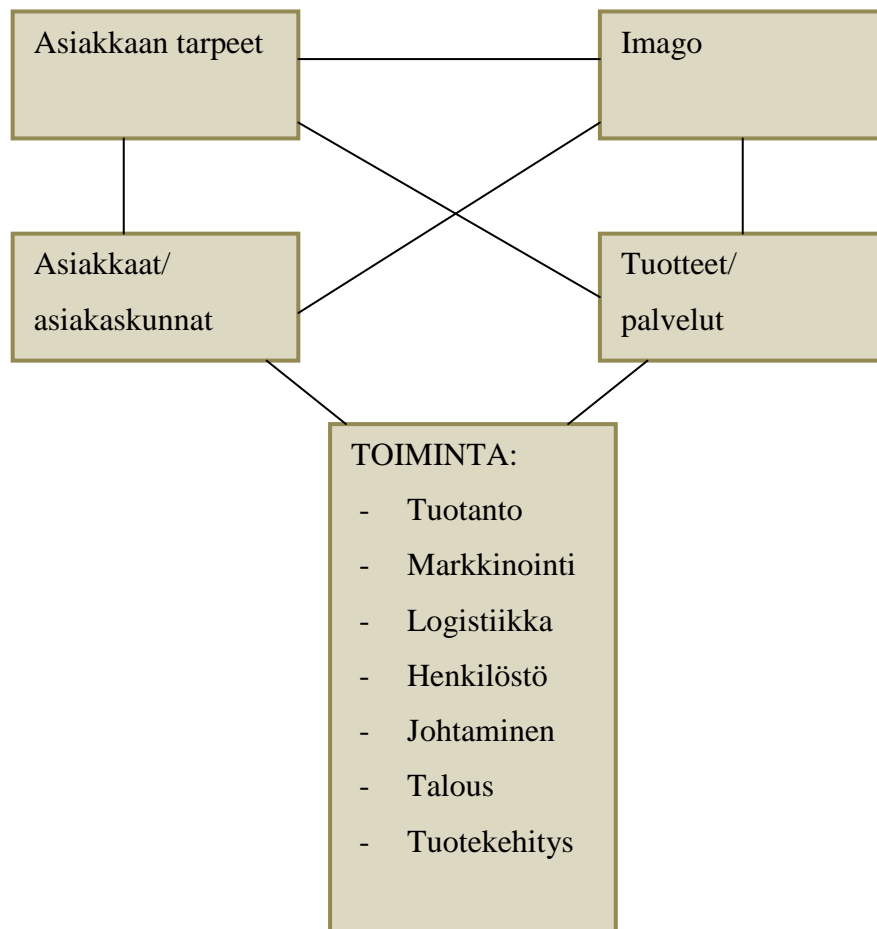 Asiakkaan tarpeet
Imago
Asiakkaat/
asiakaskunnat
Tuotteet/
palvelut
TOIMINTA:
- Tuotanto
- Markkinointi
- Logistiikka
- Henkilöstö
- Johtaminen
- Talous
- Tuotekehitys